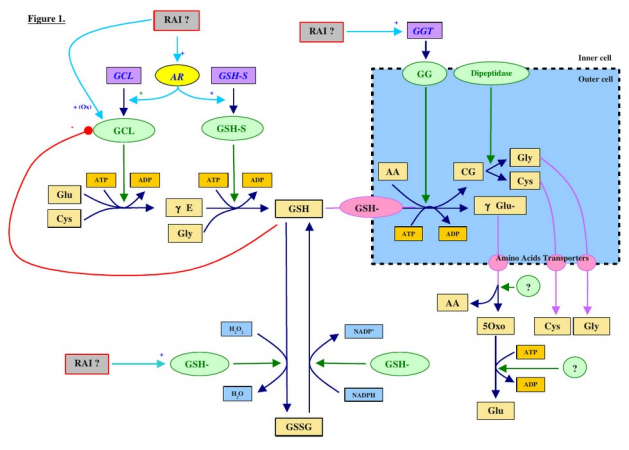 Figure 1.
RAI ?
RAI ?
+
GGT
+
GCL
AR
GSH-S
+
+
Inner cell
Outer cell
GG
Dipeptidase
+ (Ox)
-
GCL
GSH-S
Gly
AA
CG
Cys
ATP
ADP
ATP
ADP
Glu
Cys
γ E
Gly
GSH
GSH-
γ Glu-
ATP
ADP
Amino Acids Transporters
?
AA
5Oxo
Cys
Gly
H2O2
NADP+
RAI ?
+
GSH-
GSH-
ATP
?
ADP
H2O
NADPH
Glu
GSSG